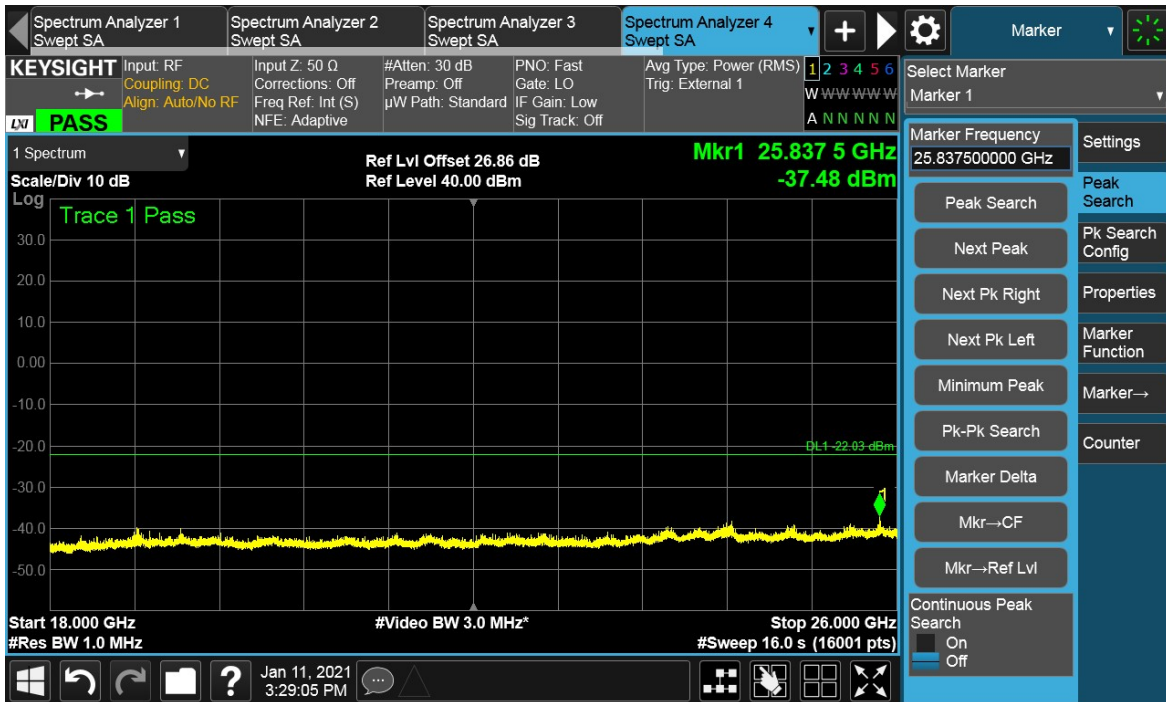 Spectrum Analyzer 1
Swept SA
Spectrum Analyzer 2
Swept SA
Spectrum Analyzer 3
Swept SA
Spectrum Analyzer 4
Swept SA
Marker
KEYSIGHT
LXI PASS
Input: RF
Coupling: DC
Align: Auto/No RF
Input Z: 50 Ω
Corrections: Off
Freq Ref: Int (S)
NFE: Adaptive
#Atten: 30 dB
Preamp: Off
µW Path: Standard
PNO: Fast
Gate: LO
IF Gain: Low
Sig Track: Off
Avg Type: Power (RMS)
Trig: External 1
1 2 3 4 5 6
W W W W W W
A N N N N N
1 Spectrum
Scale/Div 10 dB
Ref Lvl Offset 26.86 dB
Ref Level 40.00 dBm
Mkr1 25.837 5 GHz
-37.48 dBm
Log
Trace 1 Pass
30.0
20.0
10.0
0.00
-10.0
-20.0
-30.0
-40.0
-50.0
DL1 -22.03 dBm
1
Start 18.000 GHz
#Res BW 1.0 MHz
#Video BW 3.0 MHz*
Stop 26.000 GHz
#Sweep 16.0 s (16001 pts)
Select Marker
Marker 1
Marker Frequency
25.837500000 GHz
Peak Search
Next Peak
Next Pk Right
Next Pk Left
Minimum Peak
Pk-Pk Search
Marker Delta
Mkr→CF
Mkr→Ref Lvl
Continuous Peak
Search
On
Off
Settings
Peak
Search
Pk Search
Config
Properties
Marker
Function
Marker→
Counter
?
Jan 11, 2021
3:29:05 PM